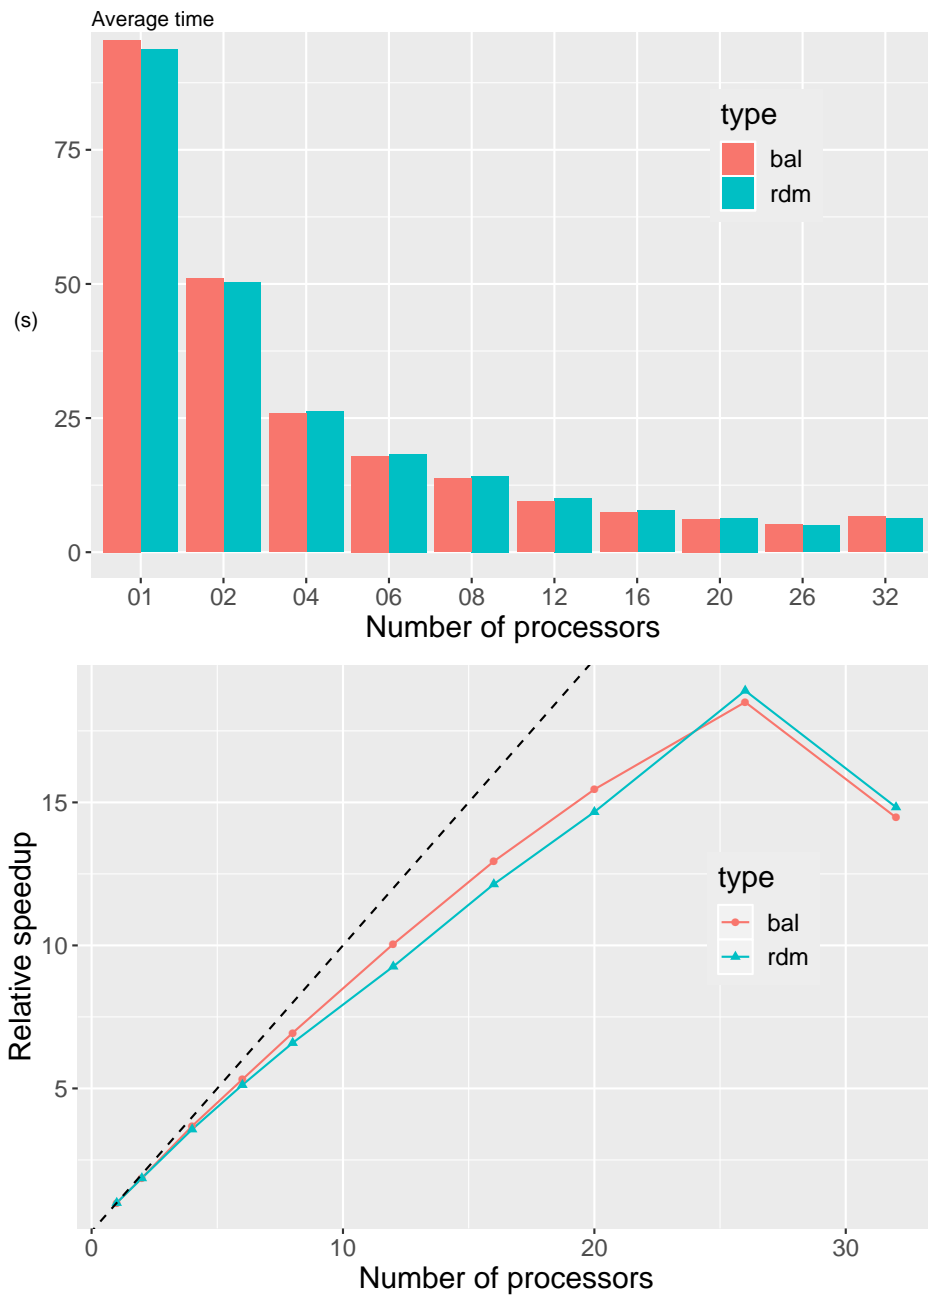 Average time
type
bal
rdm
75
50
(s)
25
0
01 02 04 06 08 12 16 20 26 32
Number of processors
15
Relative speedup
type
bal
rdm
10
5
0 10 20 30
Number of processors